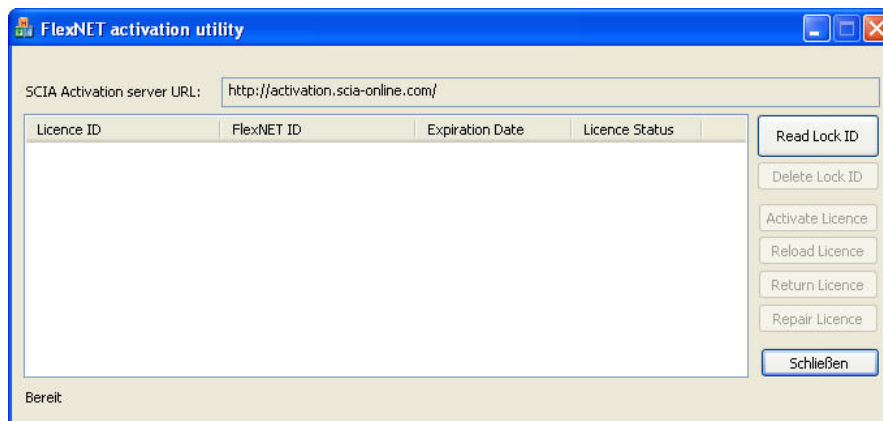 FlexNET activation utility
SCIA Activation server URL: http://activation.scia-online.com/
Licence ID FlexNET ID Expiration Date Licence Status
Read Lock ID
Delete Lock ID
Activate Licence
Reload Licence
Return Licence
Repair Licence
Schließen
Bereit